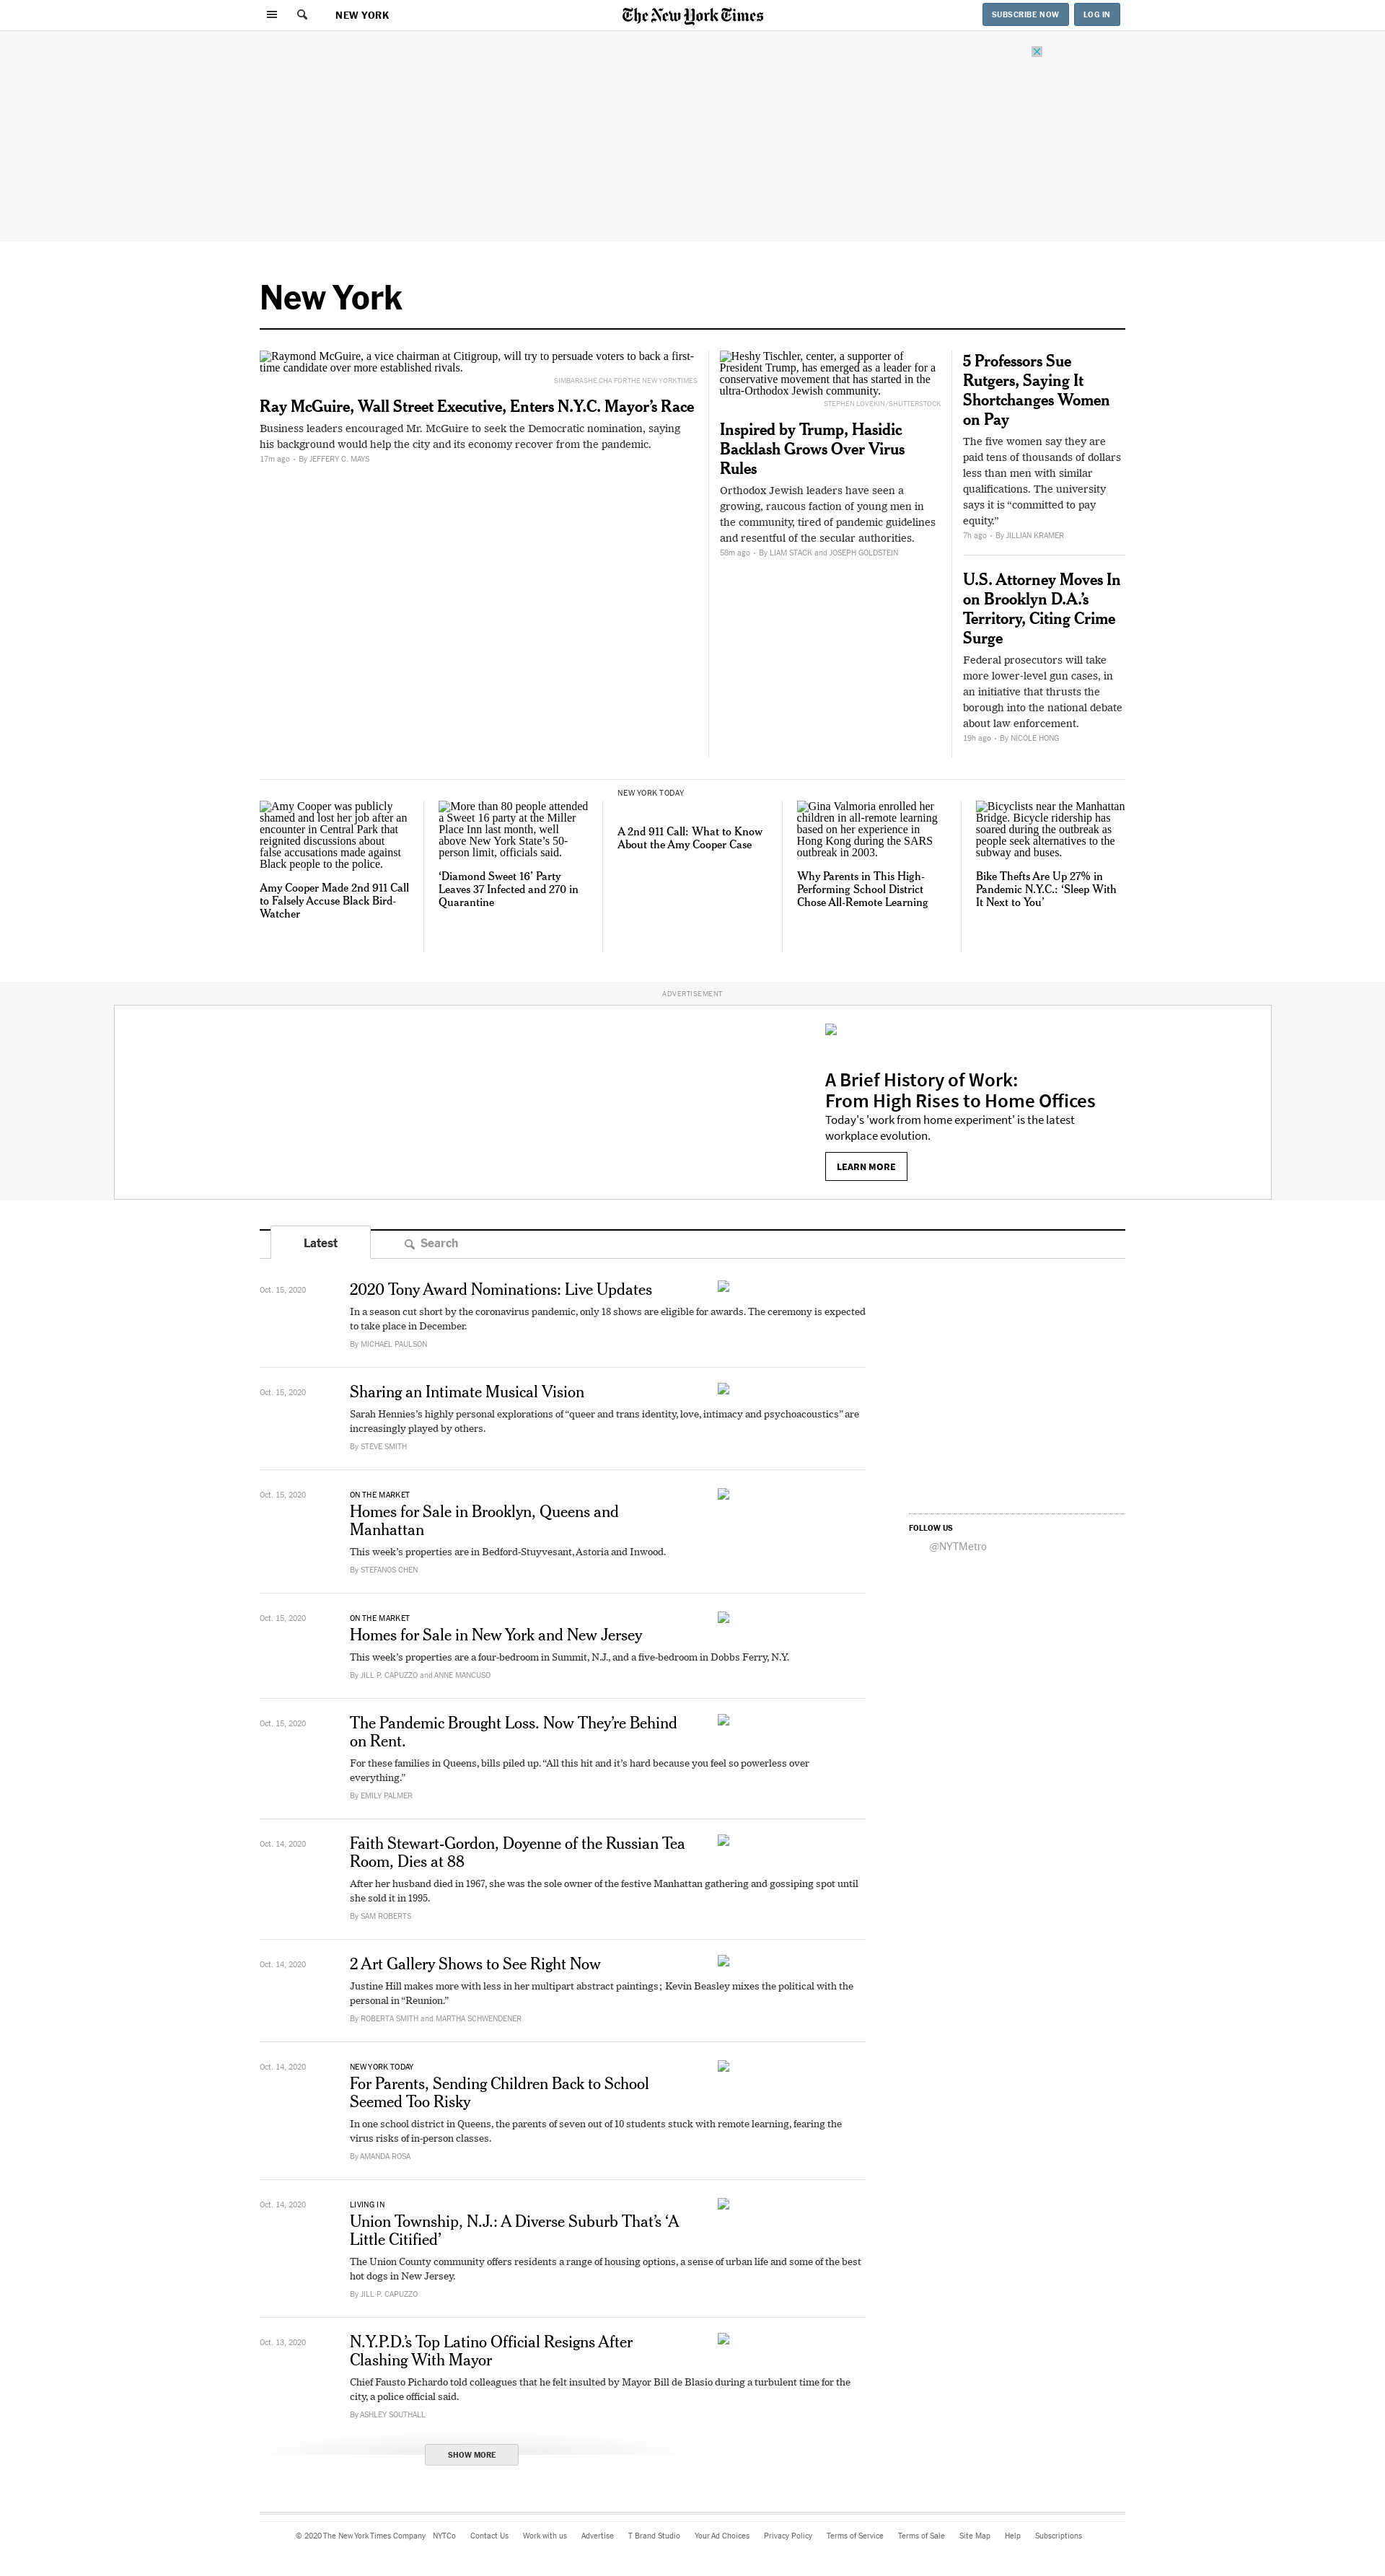 NEW YORK
The New York Times
SUBSCRIBE NOW
LOG IN
New York
Raymond McGuire, a vice chairman at Citigroup, will try to persuade voters to back a first-
time candidate over more established rivals.
SIMBARASHE CHA FOR THE NEW YORK TIMES
Ray McGuire, Wall Street Executive, Enters N.Y.C. Mayor’s Race
Business leaders encouraged Mr. McGuire to seek the Democratic nomination, saying
his background would help the city and its economy recover from the pandemic.
17m ago • By JEFFERY C. MAYS
Heshy Tischler, center, a supporter of
President Trump, has emerged as a leader for a
conservative movement that has started in the
ultra-Orthodox Jewish community.
STEPHEN LOVEKIN/SHUTTERSTOCK
Inspired by Trump, Hasidic
Backlash Grows Over Virus
Rules
Orthodox Jewish leaders have seen a
growing, raucous faction of young men in
the community, tired of pandemic guidelines
and resentful of the secular authorities.
58m ago • By LIAM STACK and JOSEPH GOLDSTEIN
5 Professors Sue
Rutgers, Saying It
Shortchanges Women
on Pay
The five women say they are
paid tens of thousands of dollars
less than men with similar
qualifications. The university
says it is “committed to pay
equity.”
7h ago • By JILLIAN KRAMER
U.S. Attorney Moves In
on Brooklyn D.A.’s
Territory, Citing Crime
Surge
Federal prosecutors will take
more lower-level gun cases, in
an initiative that thrusts the
borough into the national debate
about law enforcement.
19h ago • By NICOLE HONG
Amy Cooper was publicly
shamed and lost her job after an
encounter in Central Park that
reignited discussions about
false accusations made against
Black people to the police.
Amy Cooper Made 2nd 911 Call
to Falsely Accuse Black Bird-
Watcher
More than 80 people attended
a Sweet 16 party at the Miller
Place Inn last month, well
above New York State’s 50-
person limit, officials said.
‘Diamond Sweet 16’ Party
Leaves 37 Infected and 270 in
Quarantine
NEW YORK TODAY
A 2nd 911 Call: What to Know
About the Amy Cooper Case
Gina Valmoria enrolled her
children in all-remote learning
based on her experience in
Hong Kong during the SARS
outbreak in 2003.
Why Parents in This High-
Performing School District
Chose All-Remote Learning
Bicyclists near the Manhattan
Bridge. Bicycle ridership has
soared during the outbreak as
people seek alternatives to the
subway and buses.
Bike Thefts Are Up 27% in
Pandemic N.Y.C.: ‘Sleep With
It Next to You’
ADVERTISEMENT
A Brief History of Work:
From High Rises to Home Offices
Today's 'work from home experiment' is the latest
workplace evolution.
LEARN MORE
Latest
Search
Oct. 15, 2020
2020 Tony Award Nominations: Live Updates
In a season cut short by the coronavirus pandemic, only 18 shows are eligible for awards. The ceremony is expected
to take place in December.
By MICHAEL PAULSON
Oct. 15, 2020
Sharing an Intimate Musical Vision
Sarah Hennies’s highly personal explorations of “queer and trans identity, love, intimacy and psychoacoustics” are
increasingly played by others.
By STEVE SMITH
Oct. 15, 2020
ON THE MARKET
Homes for Sale in Brooklyn, Queens and
Manhattan
This week’s properties are in Bedford-Stuyvesant, Astoria and Inwood.
By STEFANOS CHEN
FOLLOW US
@NYTMetro
Oct. 15, 2020
ON THE MARKET
Homes for Sale in New York and New Jersey
This week’s properties are a four-bedroom in Summit, N.J., and a five-bedroom in Dobbs Ferry, N.Y.
By JILL P. CAPUZZO and ANNE MANCUSO
Oct. 15, 2020
The Pandemic Brought Loss. Now They’re Behind
on Rent.
For these families in Queens, bills piled up. “All this hit and it’s hard because you feel so powerless over
everything.”
By EMILY PALMER
Oct. 14, 2020
Faith Stewart-Gordon, Doyenne of the Russian Tea
Room, Dies at 88
After her husband died in 1967, she was the sole owner of the festive Manhattan gathering and gossiping spot until
she sold it in 1995.
By SAM ROBERTS
Oct. 14, 2020
2 Art Gallery Shows to See Right Now
Justine Hill makes more with less in her multipart abstract paintings; Kevin Beasley mixes the political with the
personal in “Reunion.”
By ROBERTA SMITH and MARTHA SCHWENDENER
Oct. 14, 2020
NEW YORK TODAY
For Parents, Sending Children Back to School
Seemed Too Risky
In one school district in Queens, the parents of seven out of 10 students stuck with remote learning, fearing the
virus risks of in-person classes.
By AMANDA ROSA
Oct. 14, 2020
LIVING IN
Union Township, N.J.: A Diverse Suburb That’s ‘A
Little Citified’
The Union County community offers residents a range of housing options, a sense of urban life and some of the best
hot dogs in New Jersey.
By JILL P. CAPUZZO
Oct. 13, 2020
N.Y.P.D.’s Top Latino Official Resigns After
Clashing With Mayor
Chief Fausto Pichardo told colleagues that he felt insulted by Mayor Bill de Blasio during a turbulent time for the
city, a police official said.
By ASHLEY SOUTHALL
SHOW MORE
© 2020 The New York Times Company NYTCo Contact Us Work with us Advertise T Brand Studio Your Ad Choices Privacy Policy Terms of Service Terms of Sale Site Map Help Subscriptions